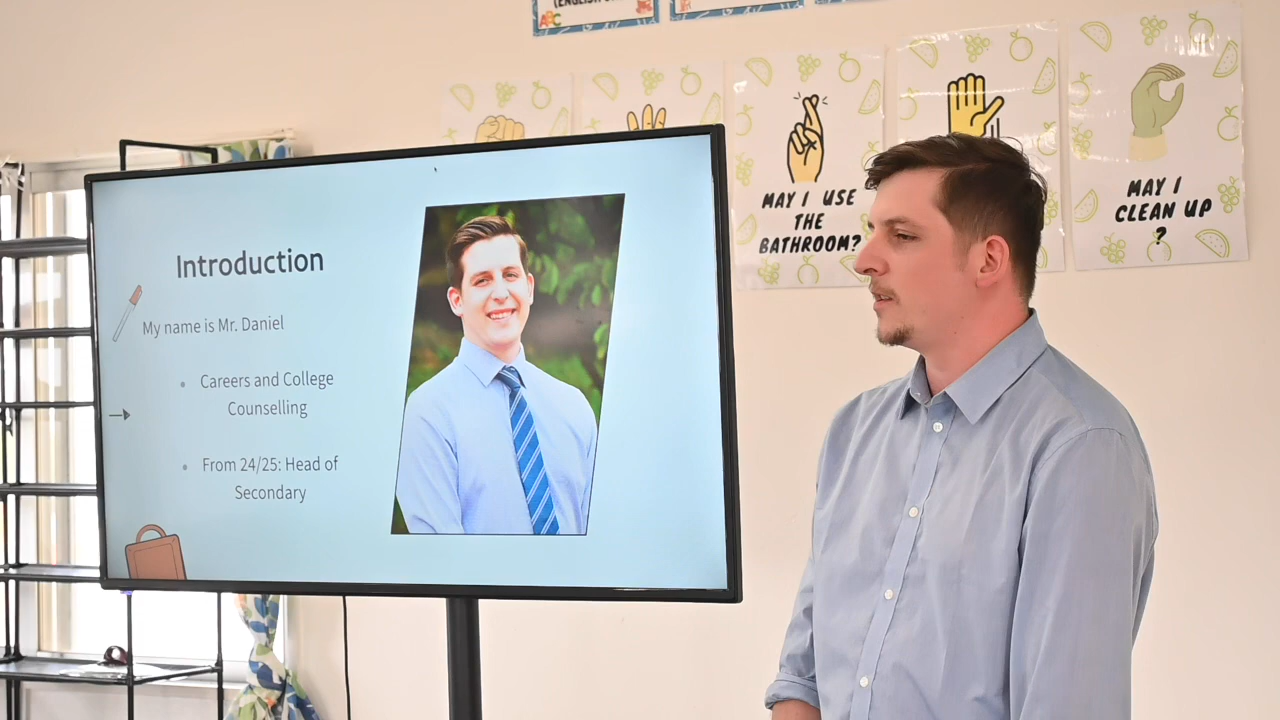 ABC
MAY I USE
THE
BATHROOM?
MAY I
CLEAN UP
?
Introduction
My name is Mr. Daniel
Careers and College
Counselling
From 24/25: Head of
Secondary